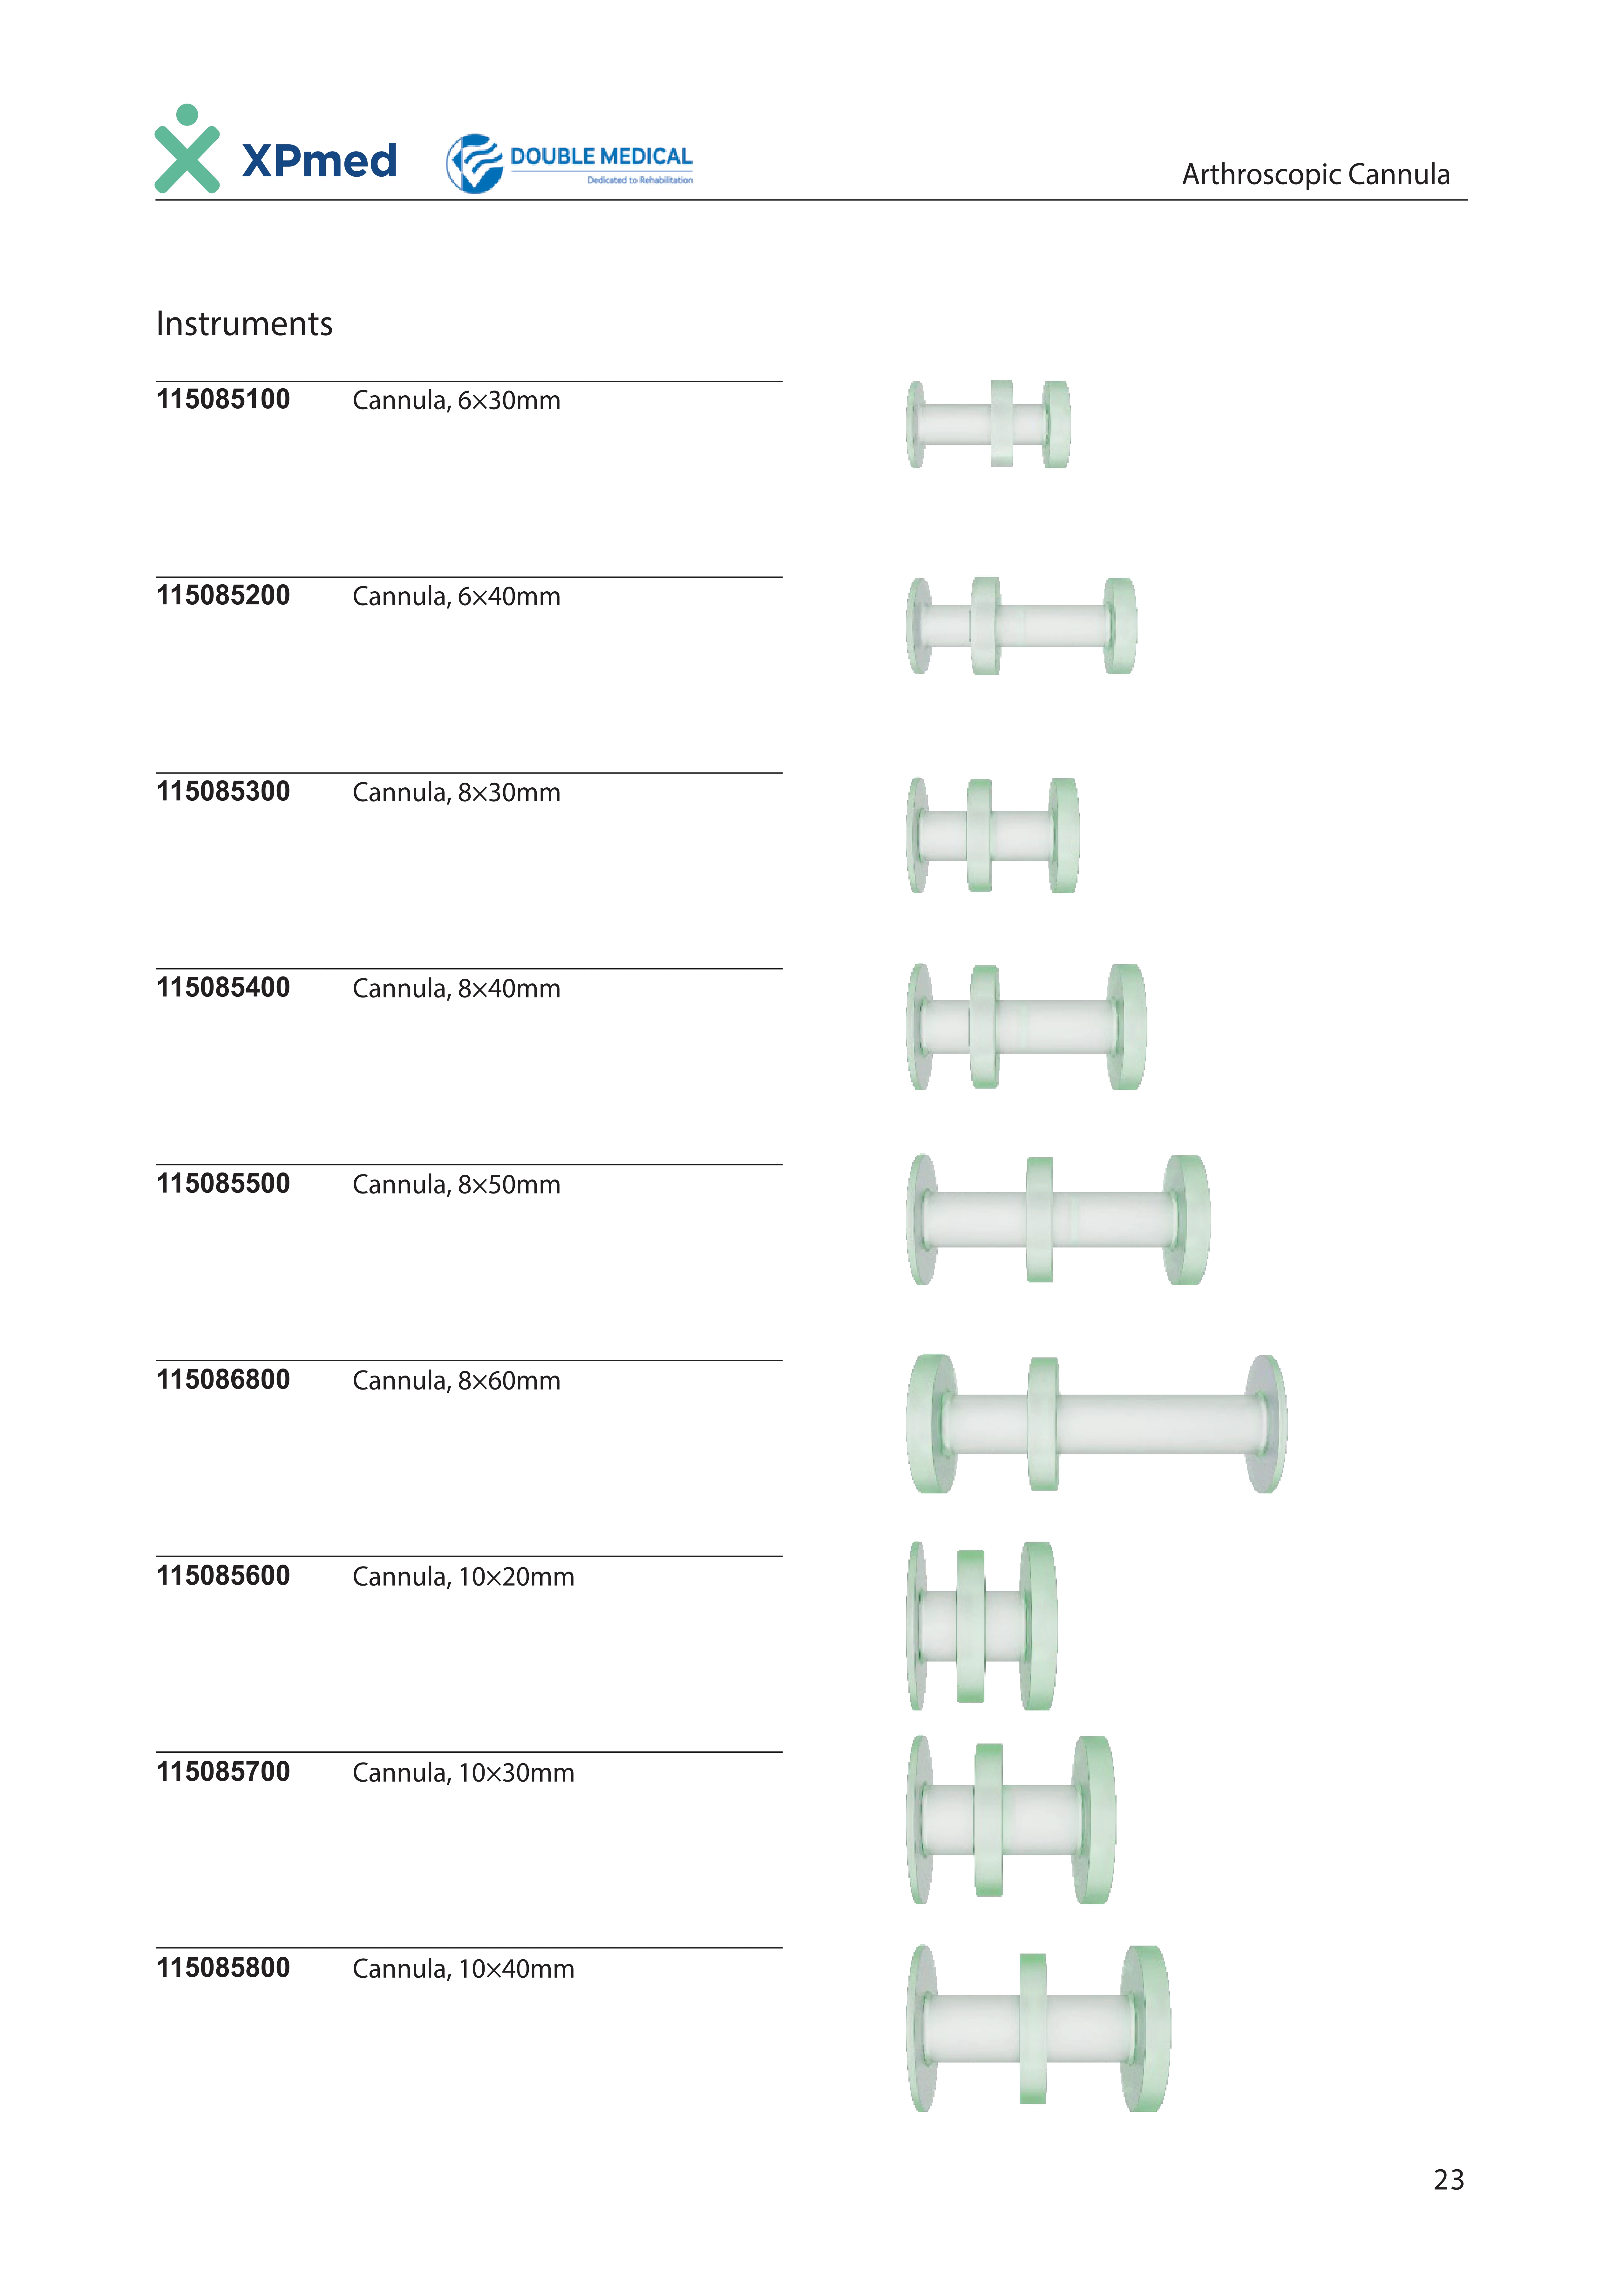 XPmed
DOUBLE MEDICAL
Dedicated to Rehabilitation
Arthroscopic Cannula
Instruments
115085100 Cannula, 6×30mm
115085200 Cannula, 6×40mm
115085300 Cannula, 8×30mm
115085400 Cannula, 8×40mm
115085500 Cannula, 8×50mm
115086800 Cannula, 8×60mm
115085600 Cannula, 10×20mm
115085700 Cannula, 10×30mm
115085800 Cannula, 10×40mm
23